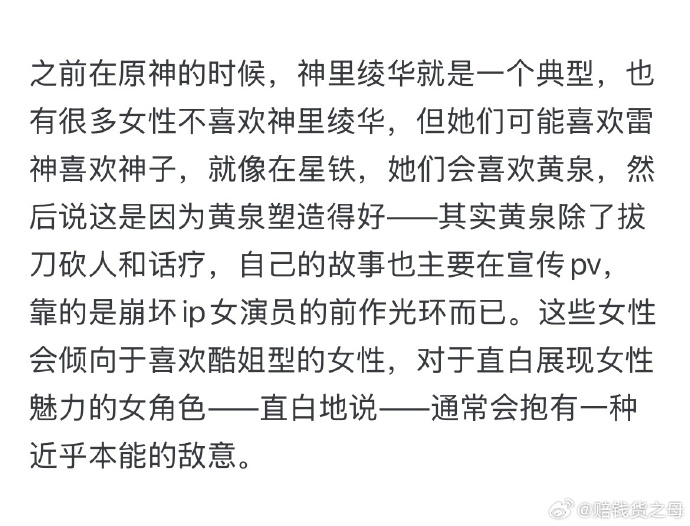 之前在原神的时候，神里绫华就是一个典型，也
有很多女性不喜欢神里绫华，但她们可能喜欢雷
神喜欢神子，就像在星铁，她们会喜欢黄泉，然
后说这是因为黄泉塑造得好——其实黄泉除了拔
刀砍人和话疗，自己的故事也主要在宣传pv，
靠的是崩坏ip女演员的前作光环而已。这些女性
会倾向于喜欢酷姐型的女性，对于直白展现女性
魅力的女角色——直白地说——通常会抱有一种
近乎本能的敌意。
@赔钱货之母